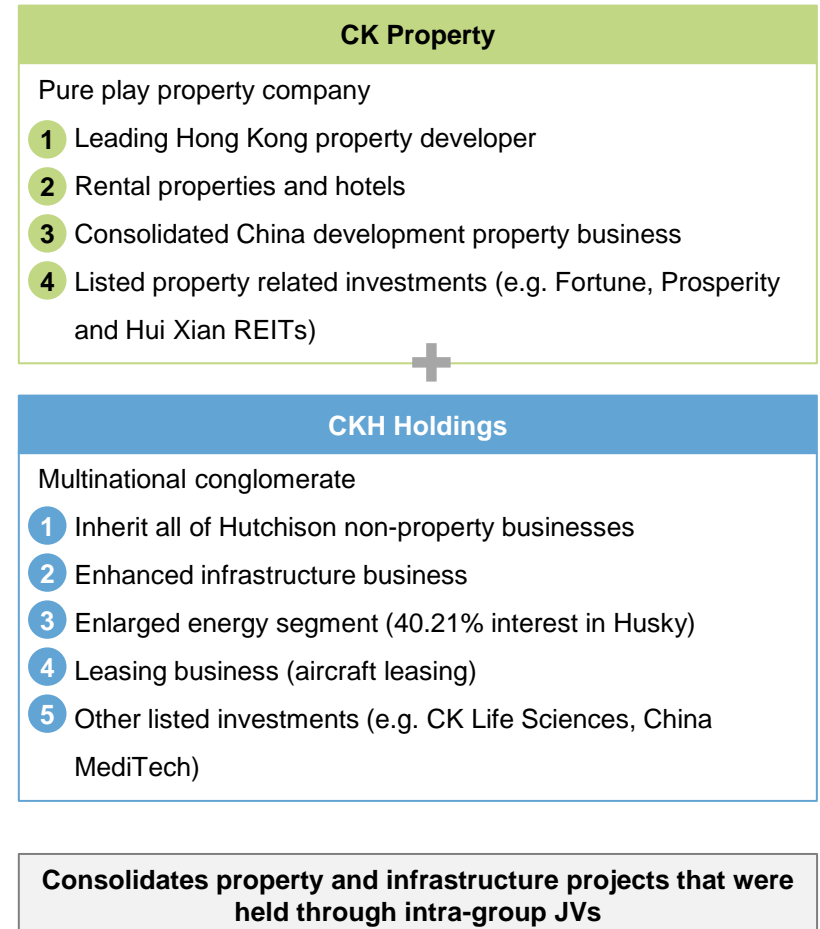 CK Property
Pure play property company
1 Leading Hong Kong property developer
2 Rental properties and hotels
3 Consolidated China development property business
4 Listed property related investments (e.g. Fortune, Prosperity
and Hui Xian REITs)
CKH Holdings
Multinational conglomerate
1 Inherit all of Hutchison non-property businesses
2 Enhanced infrastructure business
3 Enlarged energy segment (40.21% interest in Husky)
4 Leasing business (aircraft leasing)
5 Other listed investments (e.g. CK Life Sciences, China
MediTech)
Consolidates property and infrastructure projects that were
held through intra-group JVs